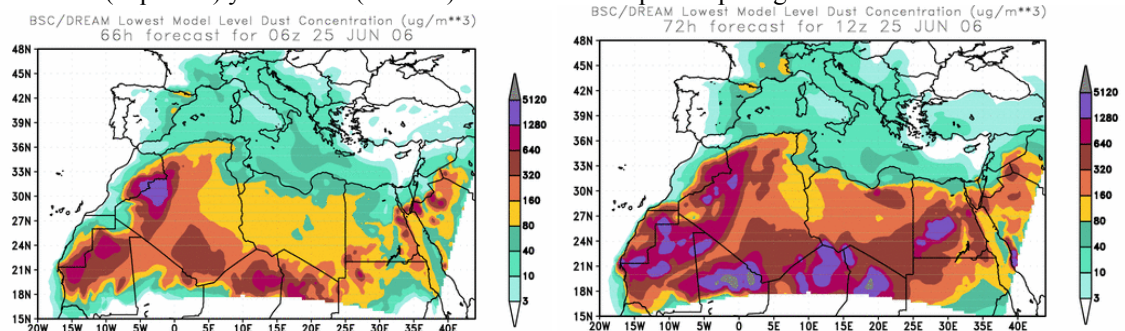 BSC/DREAM Lowest Model Level Dust Concentration (ug/m**3)
66h forecast for 06z 25 JUN 06
48N
45N
42N
39N
36N
33N
30N
27N
24N
21N
18N
15N
20W 15W 10W 5W 0 5E 10E 15E 20E 25E 30E 35E 40E
5120
1280
640
320
160
80
40
10
3
BSC/DREAM Lowest Model Level Dust Concentration (ug/m**3)
72h forecast for 12z 25 JUN 06
48N
45N
42N
39N
36N
33N
30N
27N
24N
21N
18N
15N
20W 15W 10W 5W 0 5E 10E 15E 20E 25E 30E 35E 40E
5120
1280
640
320
160
80
40
10
3